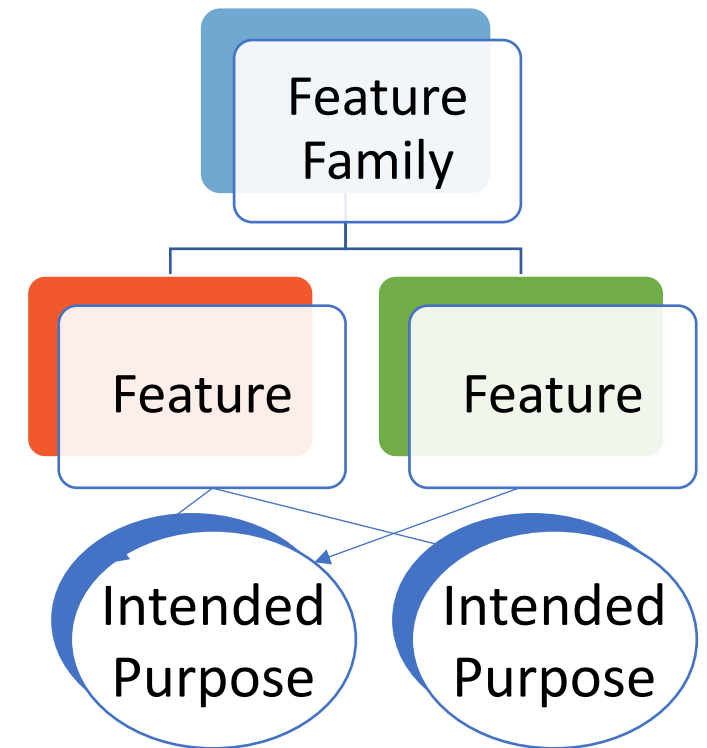 Feature
Family
Feature
Feature
Intended
Purpose
Intended
Purpose